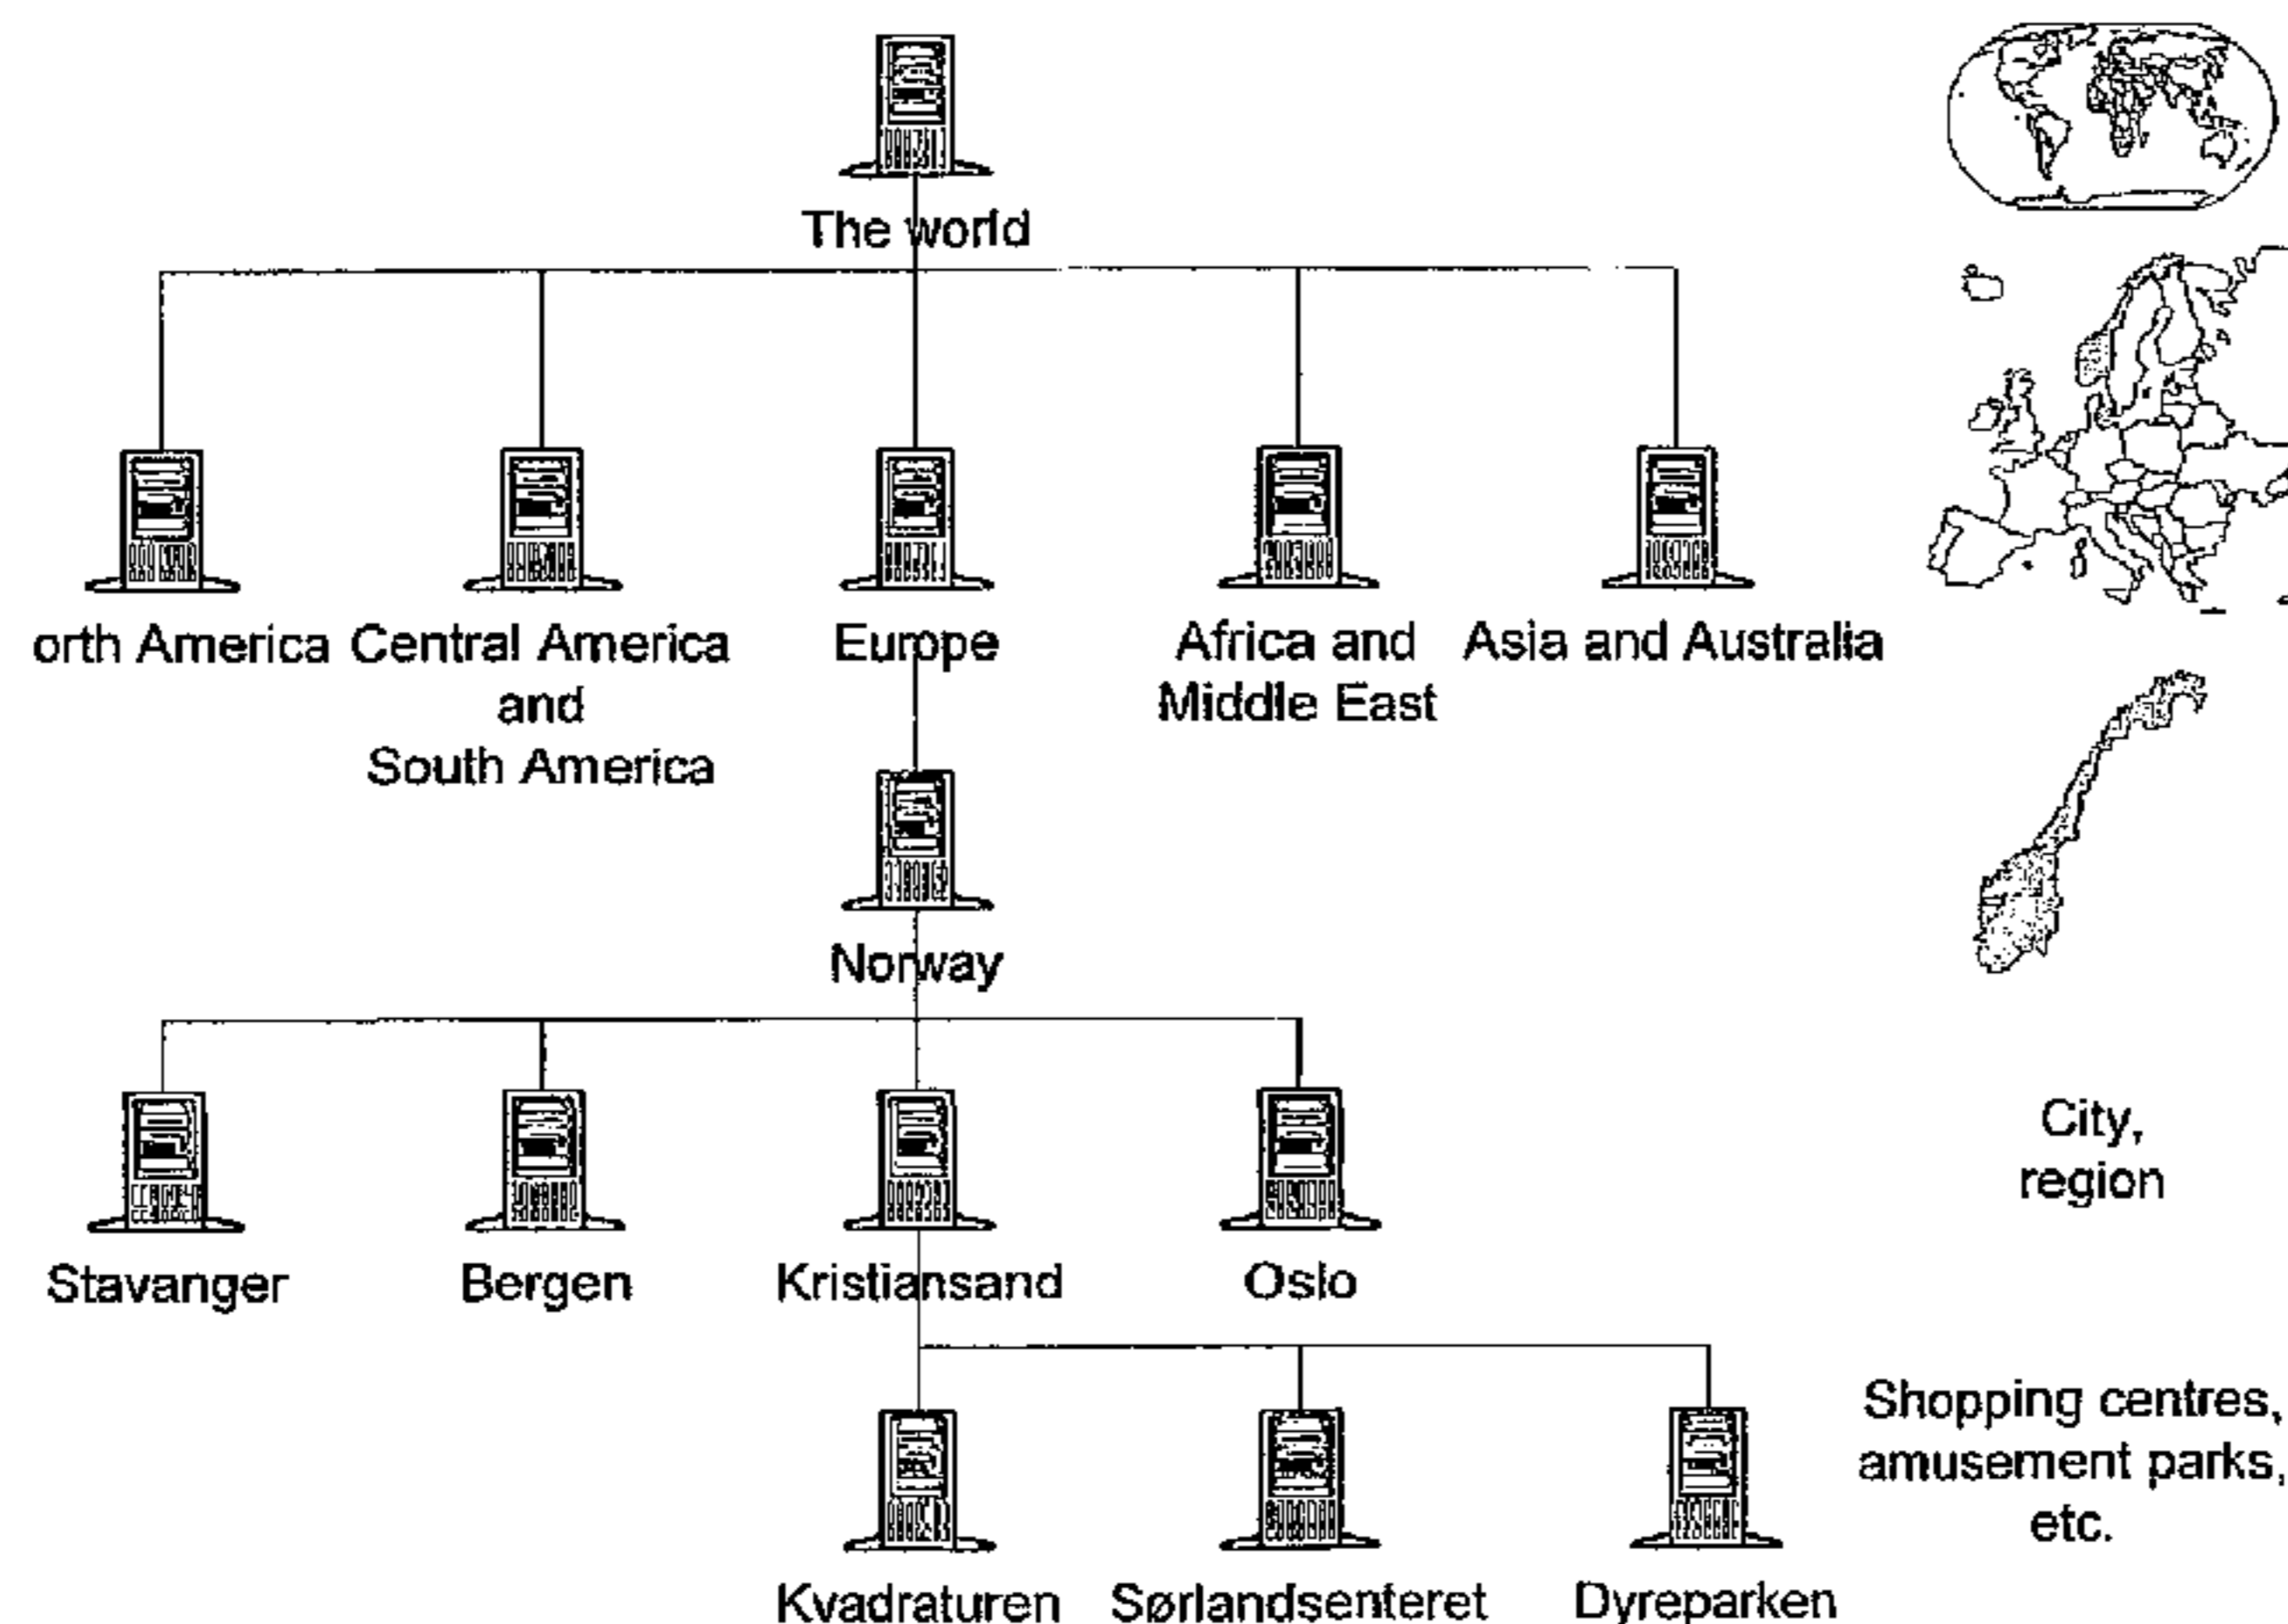 The world
orth America
Central America
and
South America
Europe
Africa and
Middle East
Asia and Australia
Norway
Stavanger
Bergen
Kristiansand
Oslo
City,
region
Kvadraturen
Sørlandsenteret
Dyreparken
Shopping centres,
amusement parks,
etc.